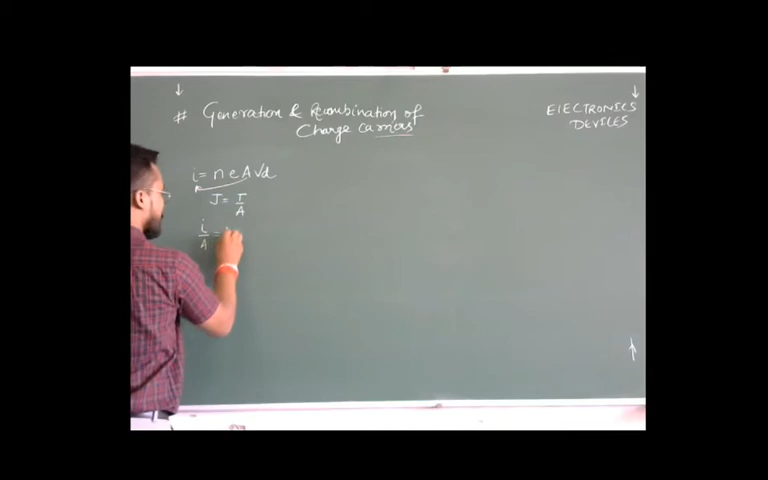 # Generation & Recombination of
Charge carriers
ELECTRONICS
DEVICES
i = n e A Vd
J = I/A
i/A =